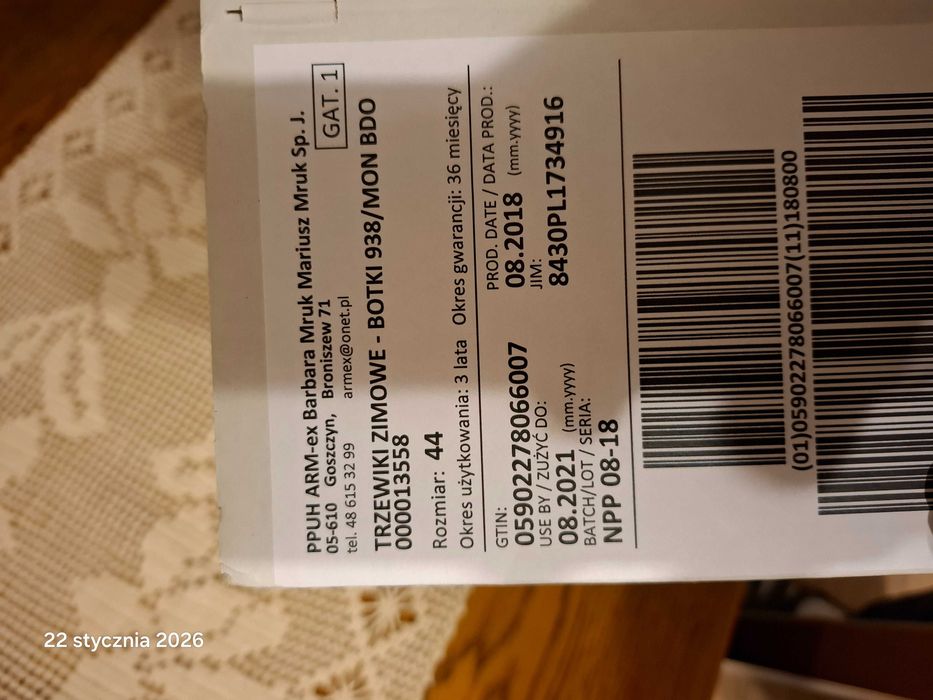 PPUH ARM-ex Barbara Mruk Mariusz Mruk Sp. J.
05-610 Goszczyn, Broniszew 71
tel. 48 615 32 99 armex@onet.pl
GAT. 1
TRZEWIKI ZIMOWE - BOTKI 938/MON BDO
000013558
Rozmiar: 44
Okres użytkowania: 3 lata Okres gwarancji: 36 miesięcy
GTIN:
05902278066007
USE BY / ZUŻYĆ DO:
08.2021 (mm.yyyy)
BATCH/LOT / SERIA:
NPP 08-18
PROD. DATE / DATA PROD.:
08.2018 (mm.yyyy)
JIM:
8430PL1734916
(01)05902278066007(11)180800
22 stycznia 2026